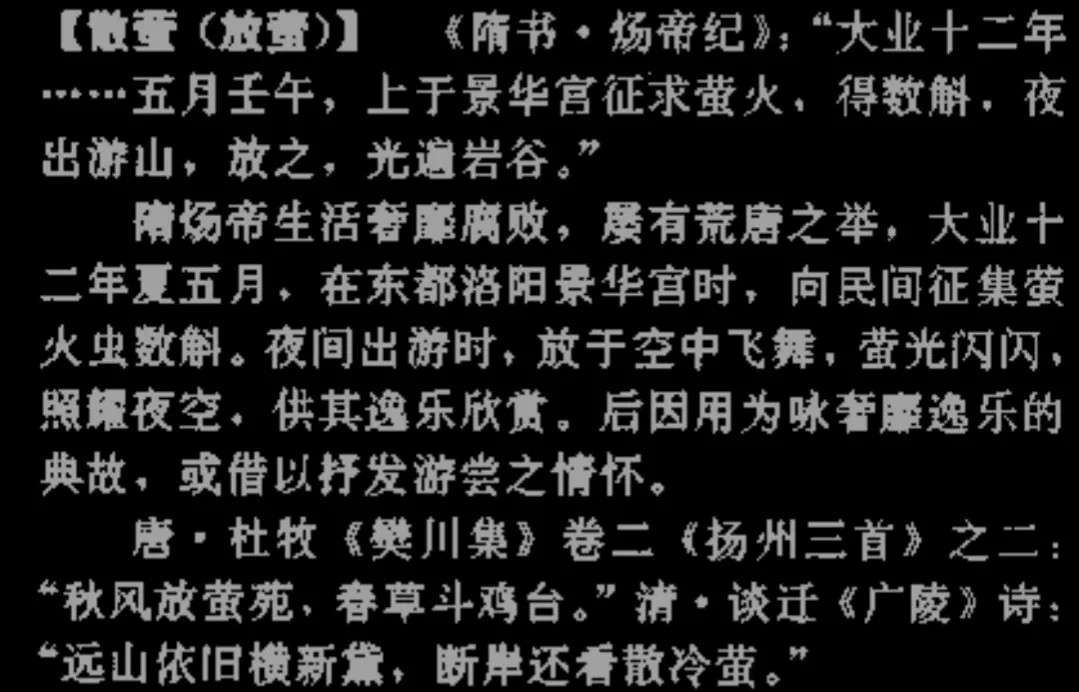 【散萤（放萤）】 《隋书·炀帝纪》：“大业十二年
……五月壬午，上于景华宫征求萤火，得数斛，夜
出游山，放之，光遍岩谷。”
隋炀帝生活奢靡腐败，屡有荒唐之举，大业十
二年夏五月，在东都洛阳景华宫时，向民间征集萤
火虫数斛。夜间出游时，放于空中飞舞，萤光闪闪，
照耀夜空，供其逸乐欣赏。后因用为咏奢靡逸乐的
典故，或借以抒发游尝之情怀。
唐·杜牧《樊川集》卷二《扬州三首》之二：
“秋风放萤苑，春草斗鸡台。”清·谈迁《广陵》诗：
“远山依旧横新黛，断岸还看散冷萤。”